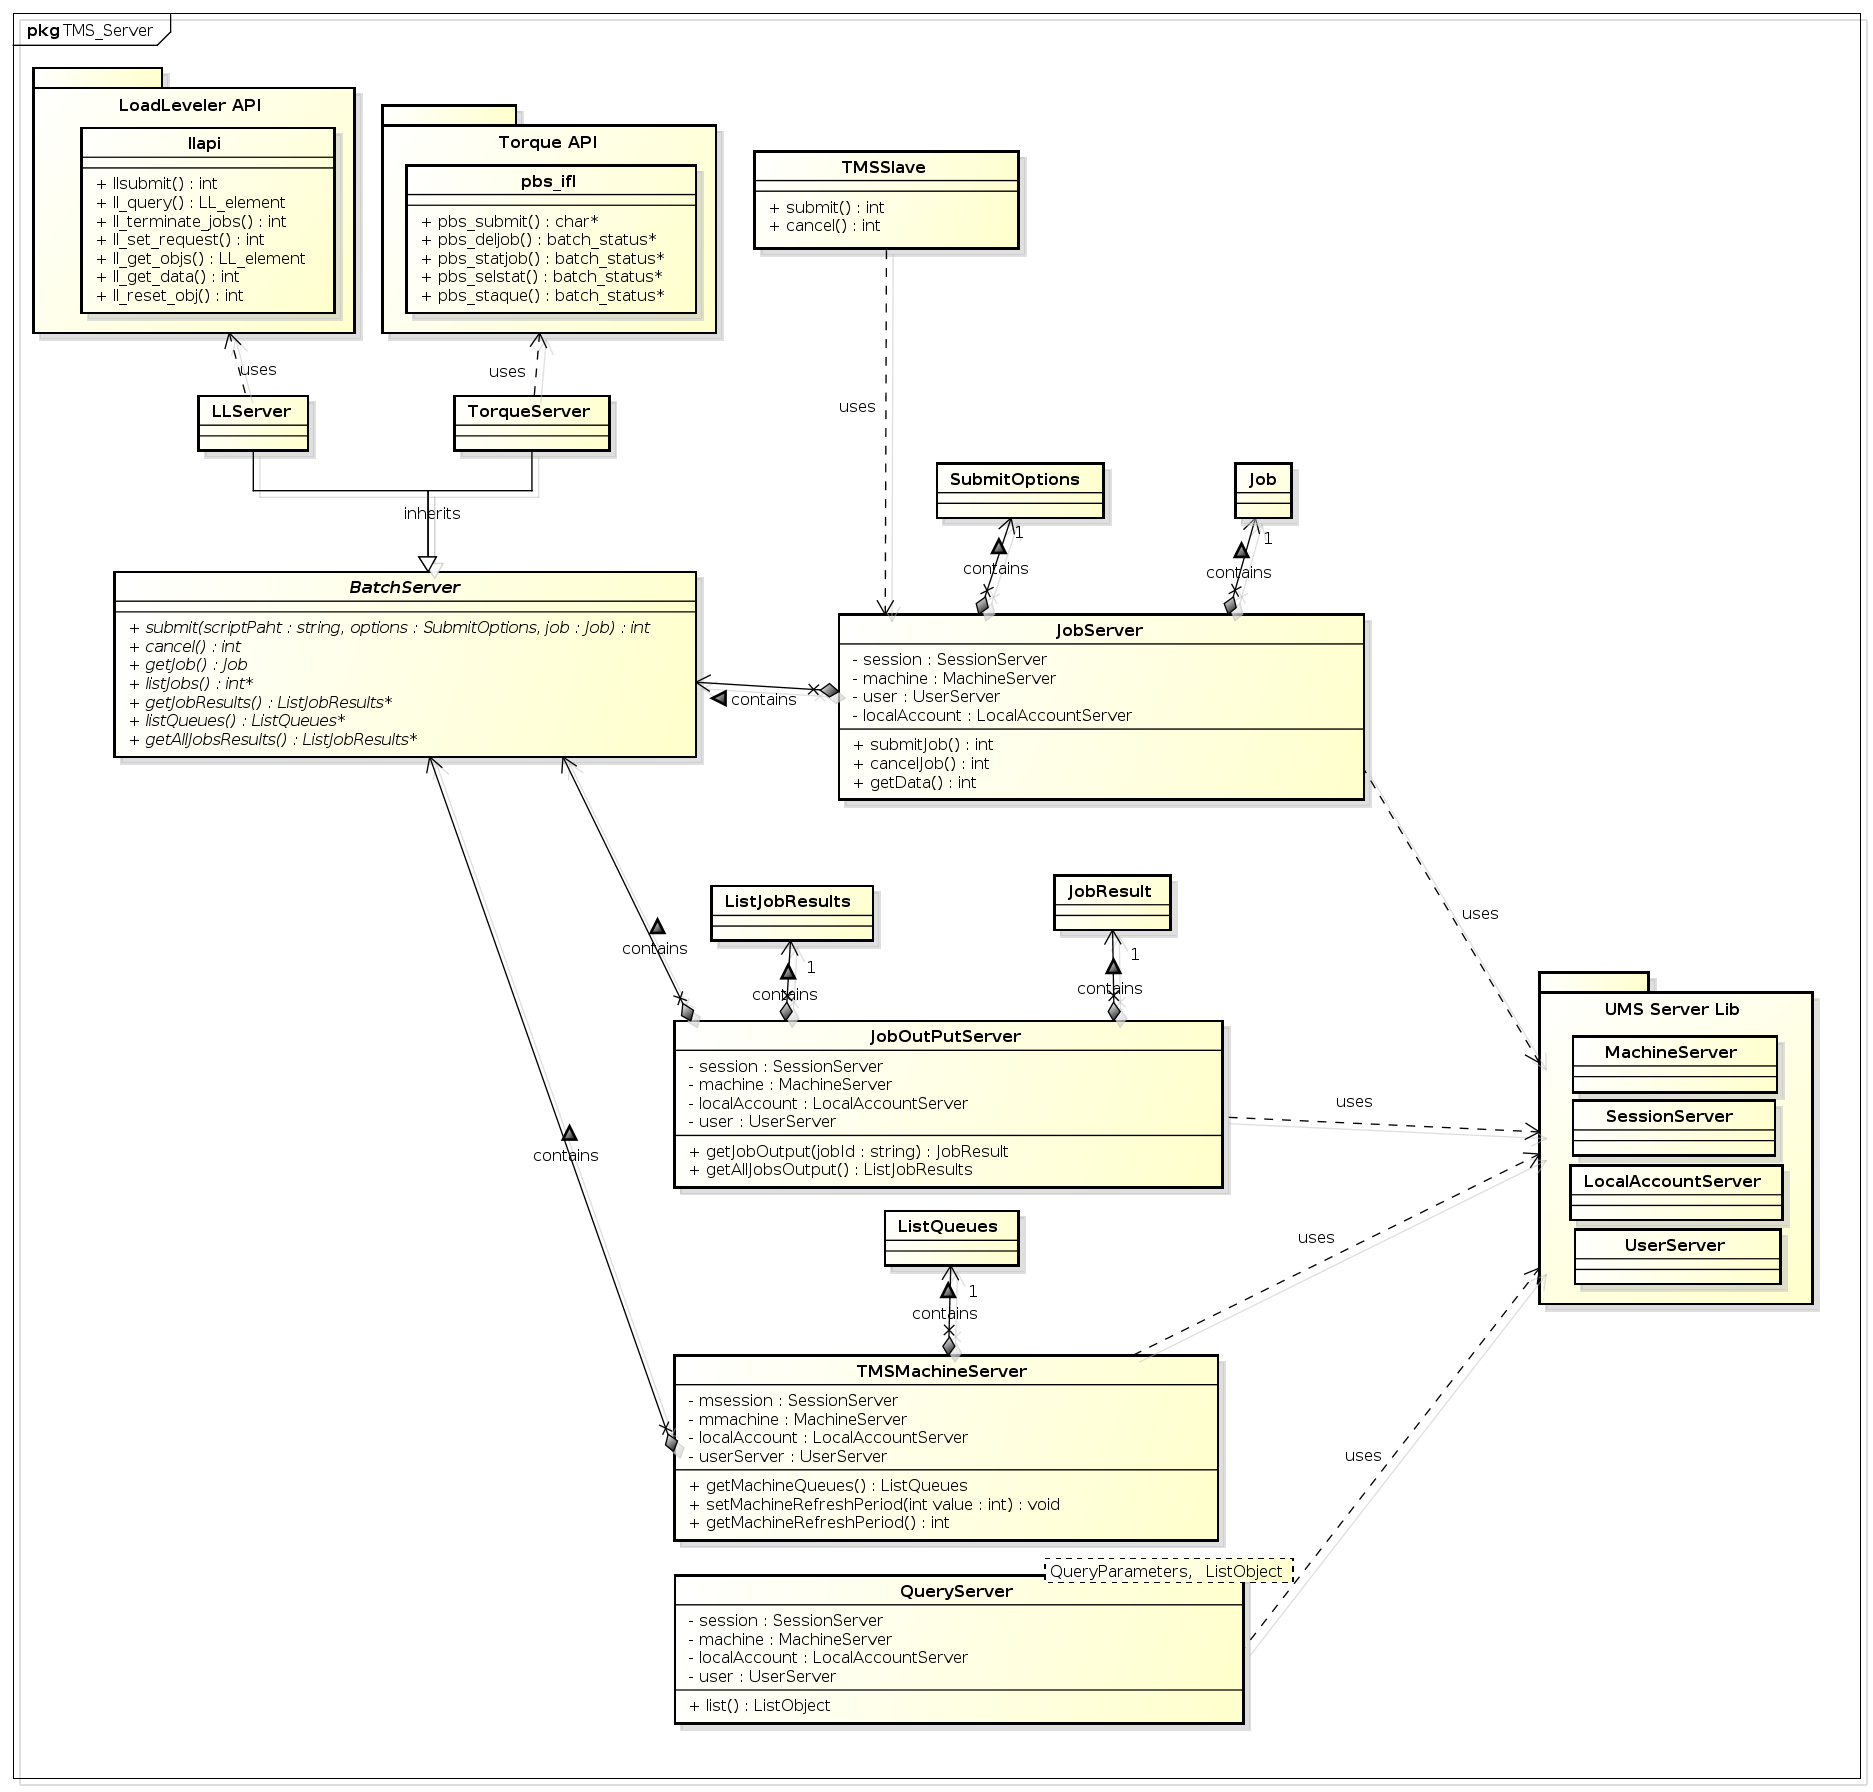 pkg TMS_Server
LoadLeveler API
llapi
+ llsubmit() : int
+ ll_query() : LL_element
+ ll_terminate_jobs() : int
+ ll_set_request() : int
+ ll_get_objs() : LL_element
+ ll_get_data() : int
+ ll_reset_obj() : int
Torque API
pbs_ifl
+ pbs_submit() : char*
+ pbs_deljob() : batch_status*
+ pbs_statjob() : batch_status*
+ pbs_selstat() : batch_status*
+ pbs_staque() : batch_status*
TMSSlave
+ submit() : int
+ cancel() : int
uses
uses
uses
LLServer
TorqueServer
inherits
SubmitOptions
1
contains
Job
1
contains
BatchServer
+ submit(scriptPaht : string, options : SubmitOptions, job : Job) : int
+ cancel() : int
+ getJob() : Job
+ listJobs() : int*
+ getJobResults() : ListJobResults*
+ listQueues() : ListQueues*
+ getAllJobsResults() : ListJobResults*
contains
JobServer
- session : SessionServer
- machine : MachineServer
- user : UserServer
- localAccount : LocalAccountServer
+ submitJob() : int
+ cancelJob() : int
+ getData() : int
uses
contains
ListJobResults
1
contains
JobResult
1
contains
JobOutPutServer
- session : SessionServer
- machine : MachineServer
- localAccount : LocalAccountServer
- user : UserServer
+ getJobOutput(jobId : string) : JobResult
+ getAllJobsOutput() : ListJobResults
uses
UMS Server Lib
MachineServer
SessionServer
LocalAccountServer
UserServer
contains
uses
ListQueues
1
contains
TMSMachineServer
- msession : SessionServer
- mmachine : MachineServer
- localAccount : LocalAccountServer
- userServer : UserServer
+ getMachineQueues() : ListQueues
+ setMachineRefreshPeriod(int value : int) : void
+ getMachineRefreshPeriod() : int
uses
QueryParameters, ListObject
QueryServer
- session : SessionServer
- machine : MachineServer
- localAccount : LocalAccountServer
- user : UserServer
+ list() : ListObject